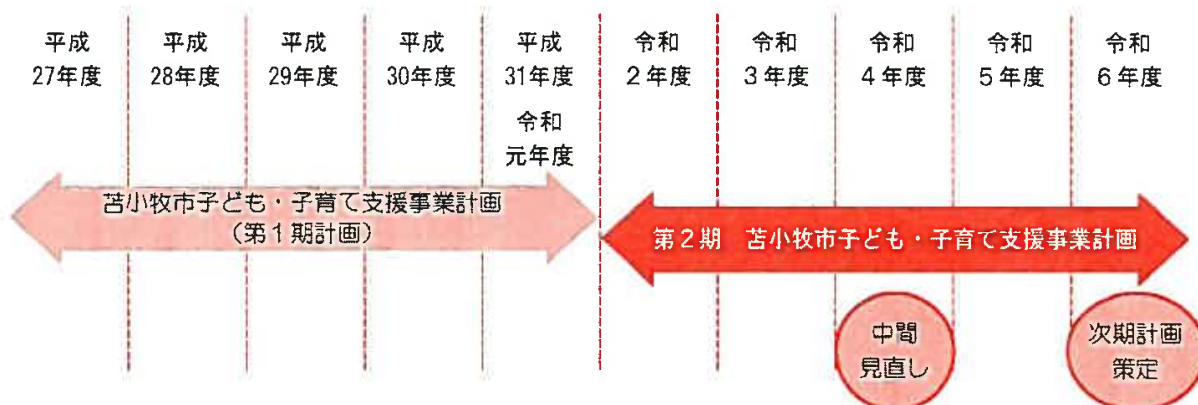 平成 平成 平成 平成 平成 令和 令和 令和 令和 令和
27年度 28年度 29年度 30年度 31年度 2年度 3年度 4年度 5年度 6年度
令和
元年度
苫小牧市子ども・子育て支援事業計画
(第1期計画)
第2期 苫小牧市子ども・子育て支援事業計画
中間
見直し
次期計画
策定